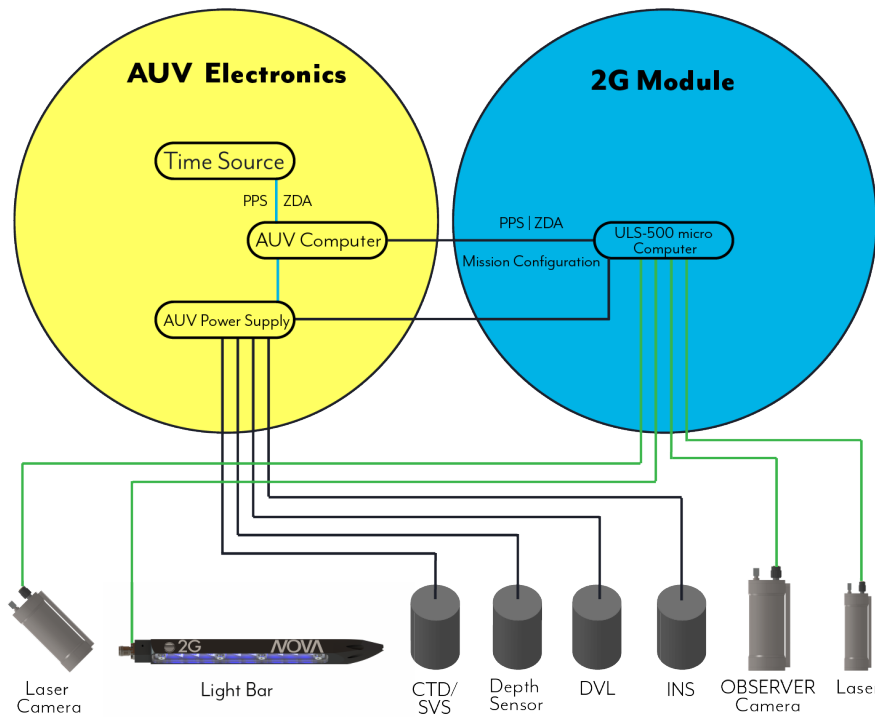 AUV Electronics
2G Module
Time Source
PPS | ZDA
AUV Computer
PPS | ZDA
ULS-500 micro
Computer
Mission Configuration
AUV Power Supply
2G NOVA
Laser
Camera
Light Bar
CTD/
SVS
Depth
Sensor
DVL
INS
OBSERVER
Camera
Laser